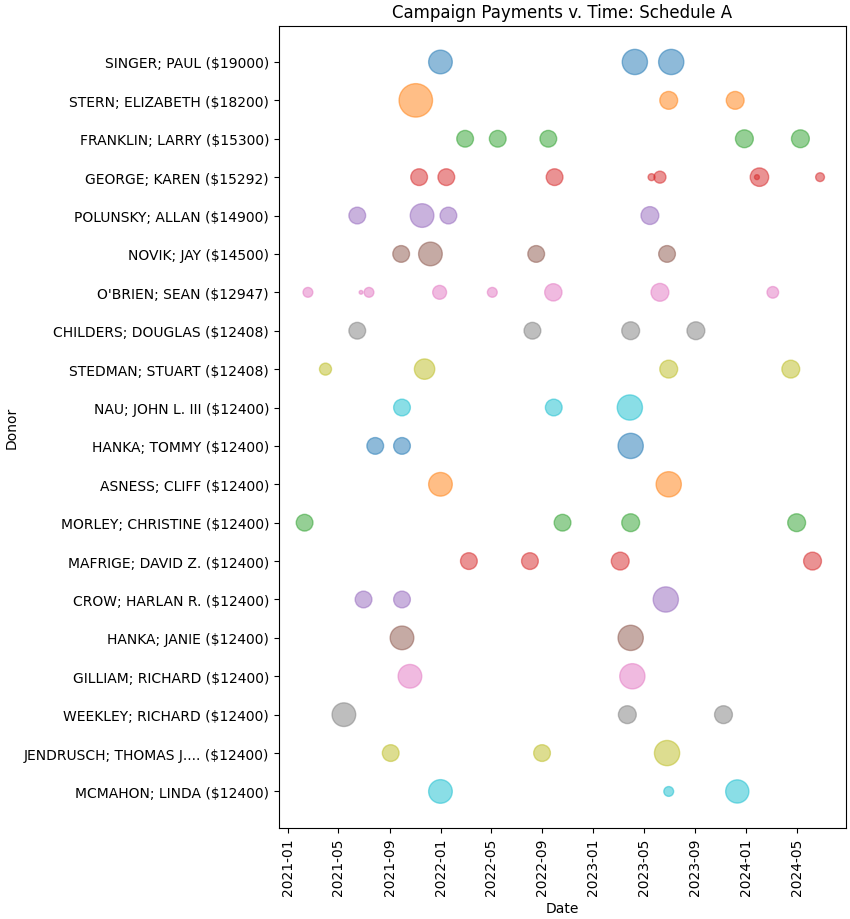 Campaign Payments v. Time: Schedule A
SINGER; PAUL ($19000)
STERN; ELIZABETH ($18200)
FRANKLIN; LARRY ($15300)
GEORGE; KAREN ($15292)
POLUNSKY; ALLAN ($14900)
NOVIK; JAY ($14500)
O'BRIEN; SEAN ($12947)
CHILDERS; DOUGLAS ($12408)
STEDMAN; STUART ($12408)
NAU; JOHN L. III ($12400)
HANKA; TOMMY ($12400)
ASNESS; CLIFF ($12400)
MORLEY; CHRISTINE ($12400)
MAFRIGE; DAVID Z. ($12400)
CROW; HARLAN R. ($12400)
HANKA; JANIE ($12400)
GILLIAM; RICHARD ($12400)
WEEKLEY; RICHARD ($12400)
JENDRUSCH; THOMAS J.... ($12400)
MCMAHON; LINDA ($12400)
Donor
2021-01
2021-05
2021-09
2022-01
2022-05
2022-09
2023-01
2023-05
2023-09
2024-01
2024-05
Date